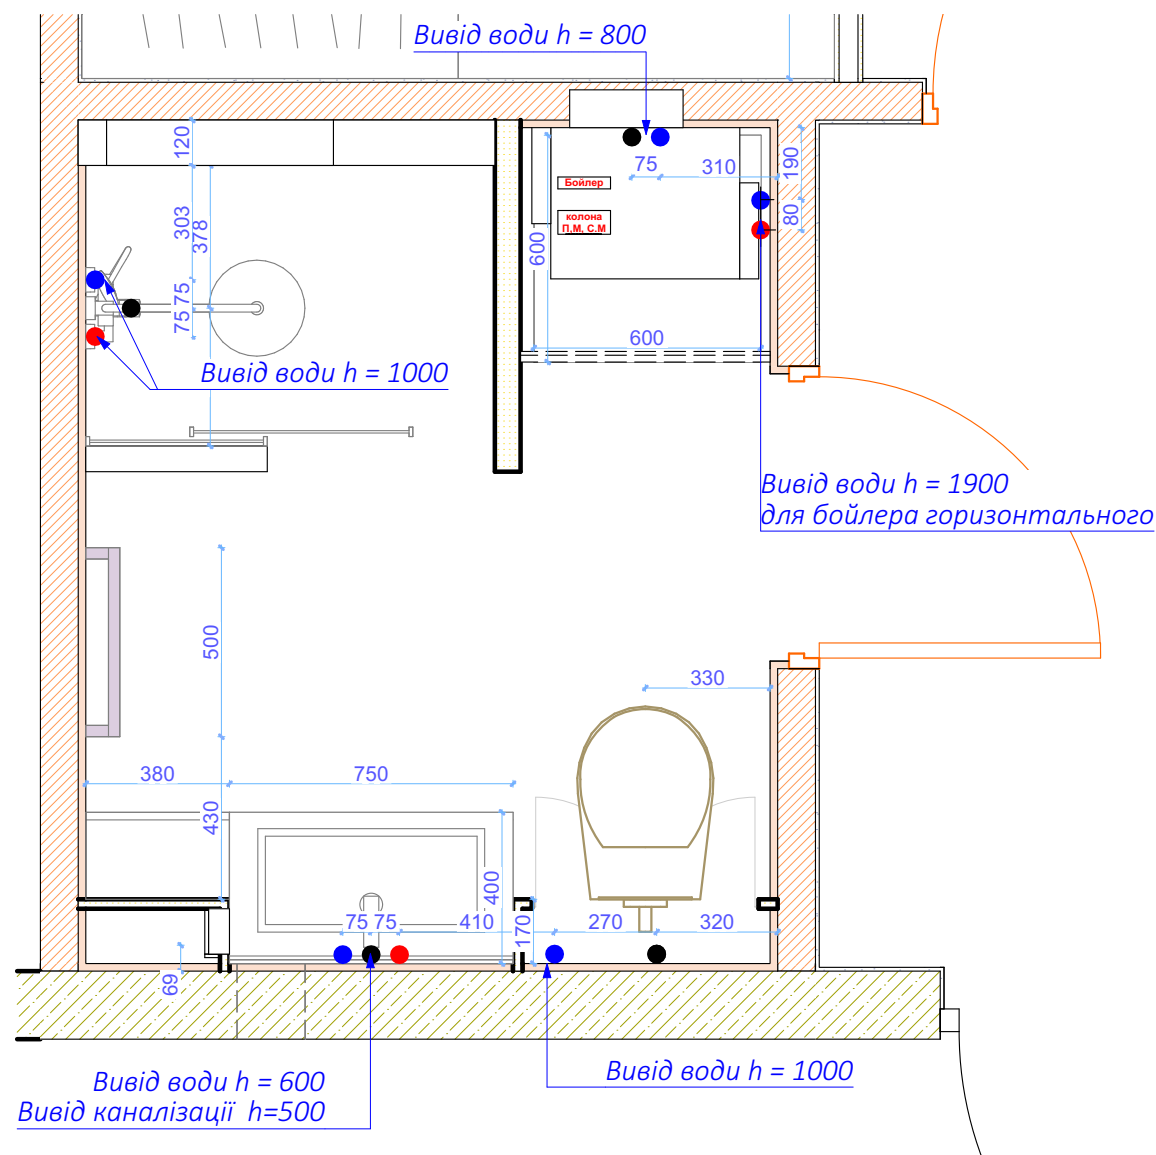 Вивід води h = 800
120
75
310
190
Бойлер
303
378
колона
П.М, С.М
80
600
75
75
600
Вивід води h = 1000
Вивід води h = 1900
для бойлера горизонтального
500
330
380
750
430
400
75
75
410
170
270
320
69
Вивід води h = 600
Вивід каналізації h=500
Вивід води h = 1000